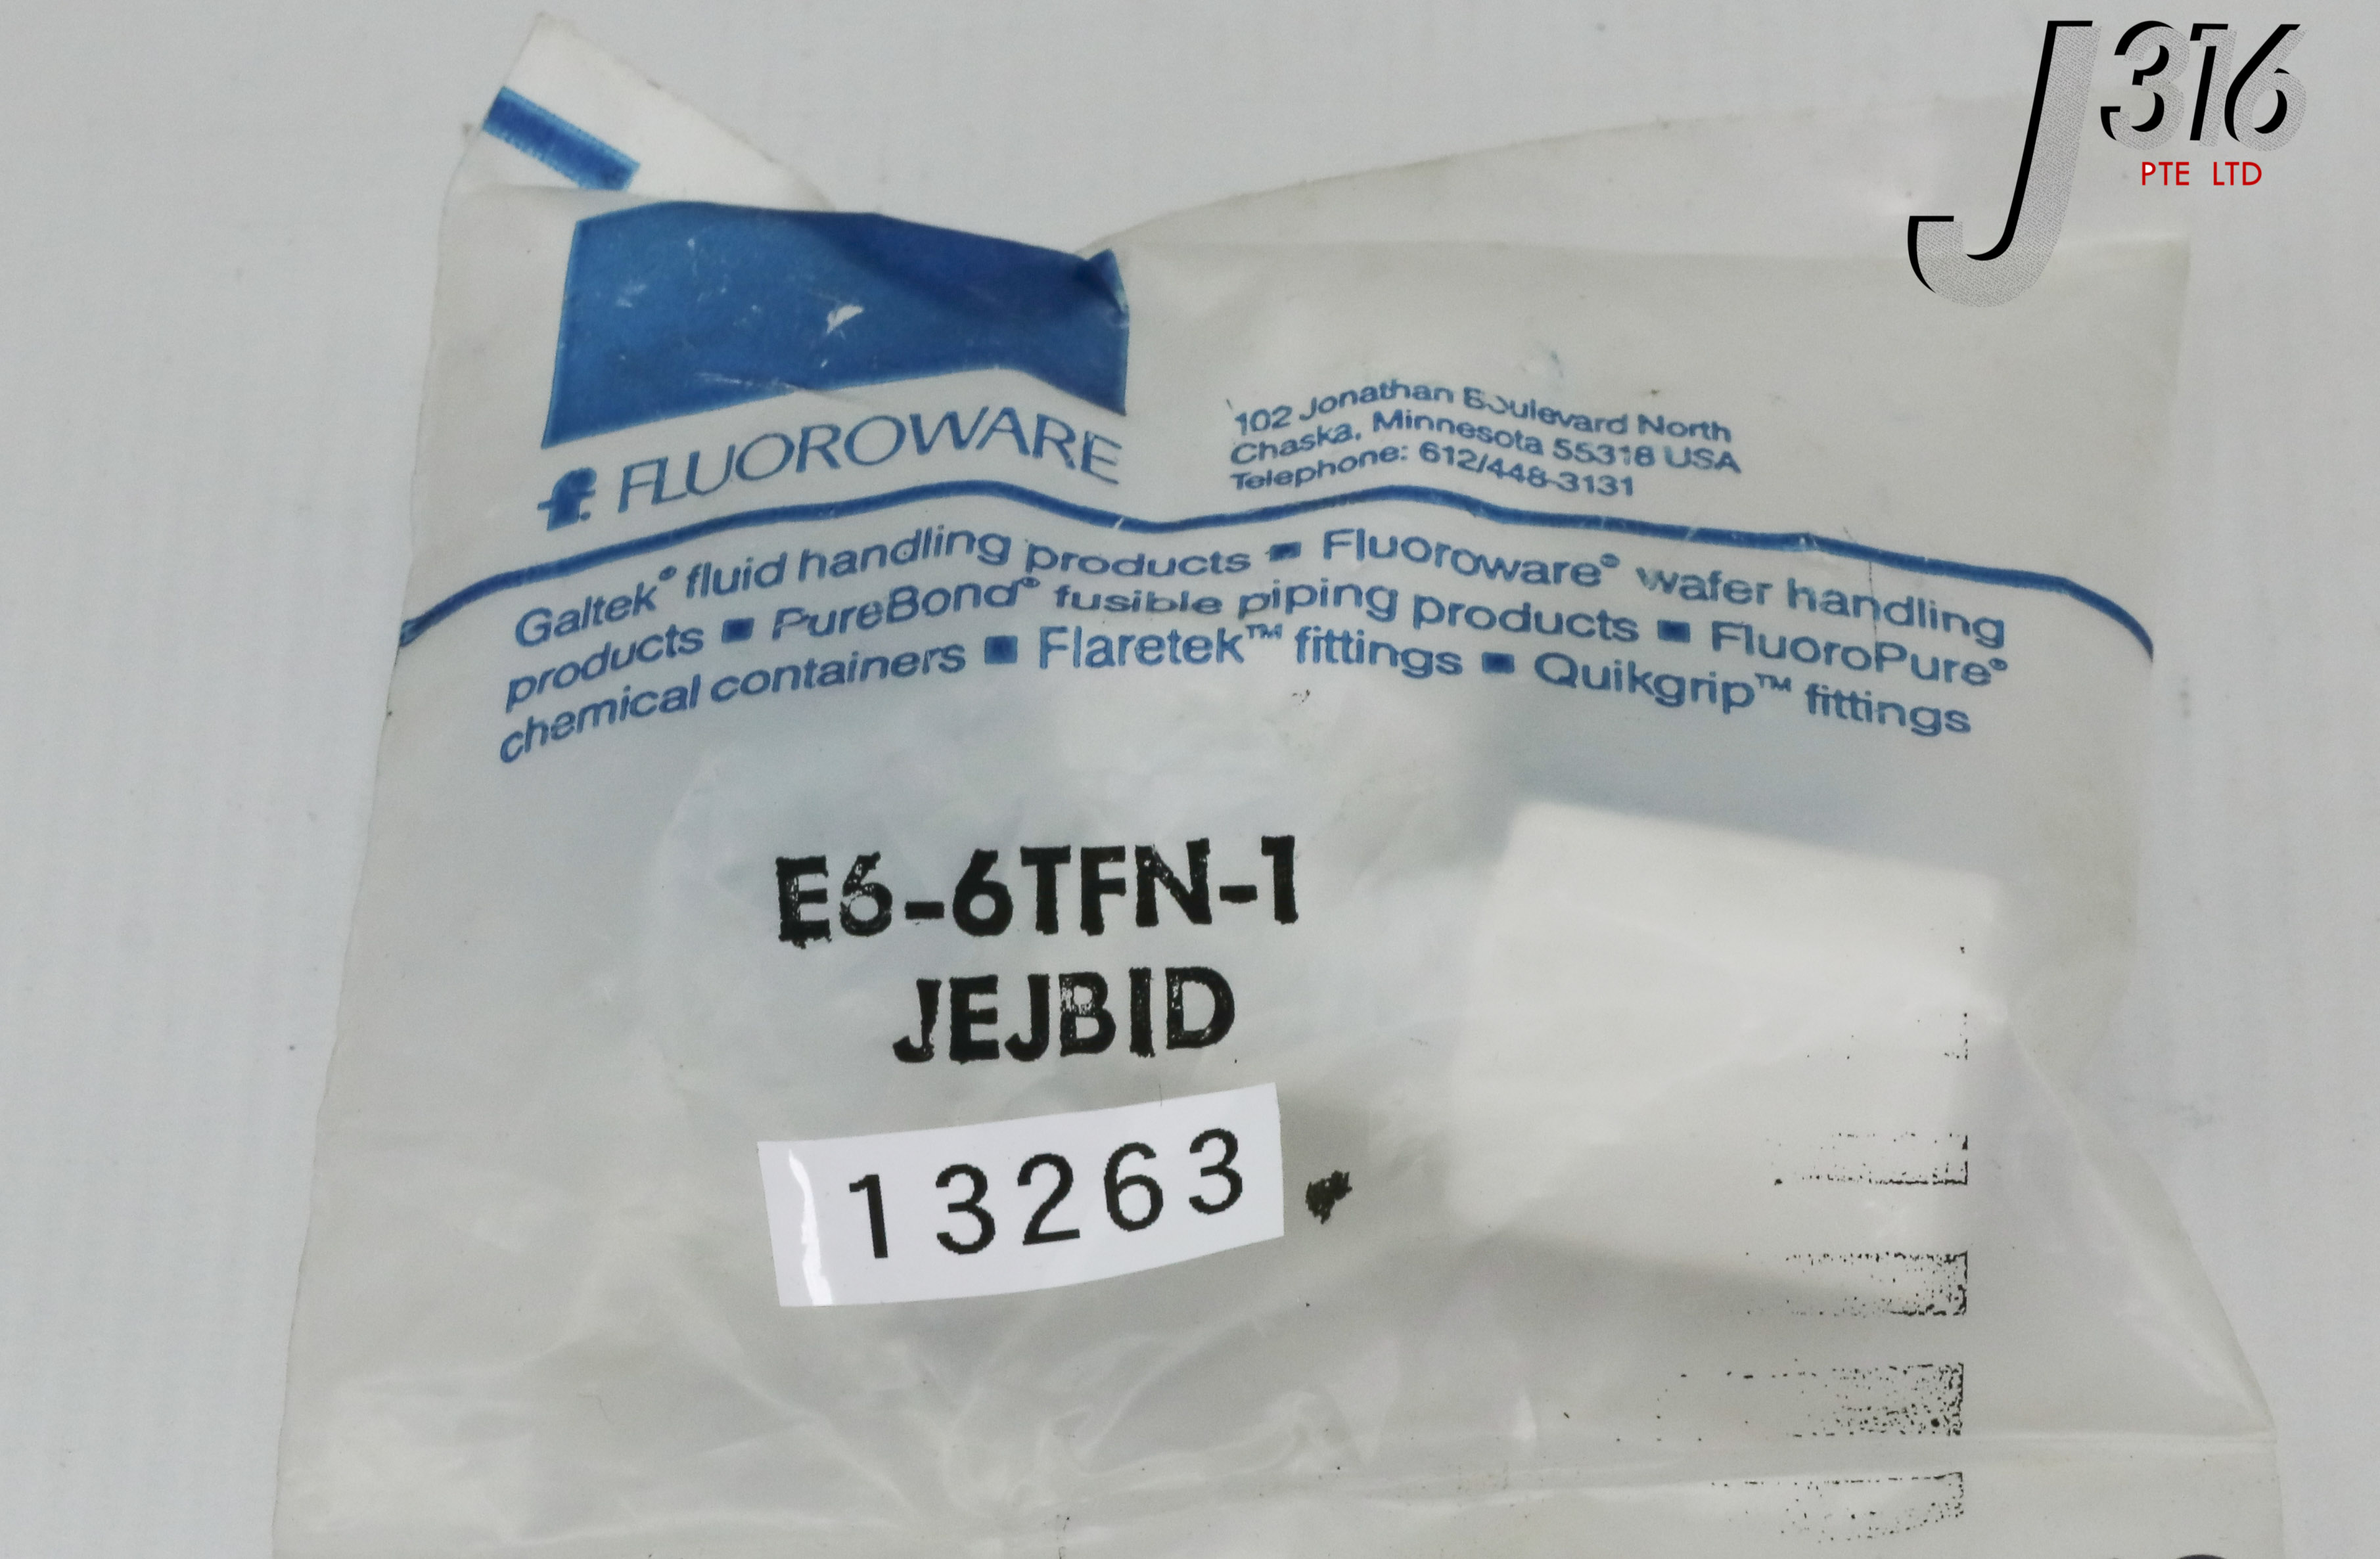 J316
PTE LTD
f. FLUOROWARE
102 Jonathan Boulevard North
Chaska, Minnesota 55318 USA
Telephone: 612/448-3131
Galtek® fluid handling products ■ Fluoroware® wafer handling
products ■ PureBond® fusible piping products ■ FluoroPure®
chemical containers ■ Flaretek™ fittings ■ Quikgrip™ fittings
E6-6TFN-1
JEJBID
13263